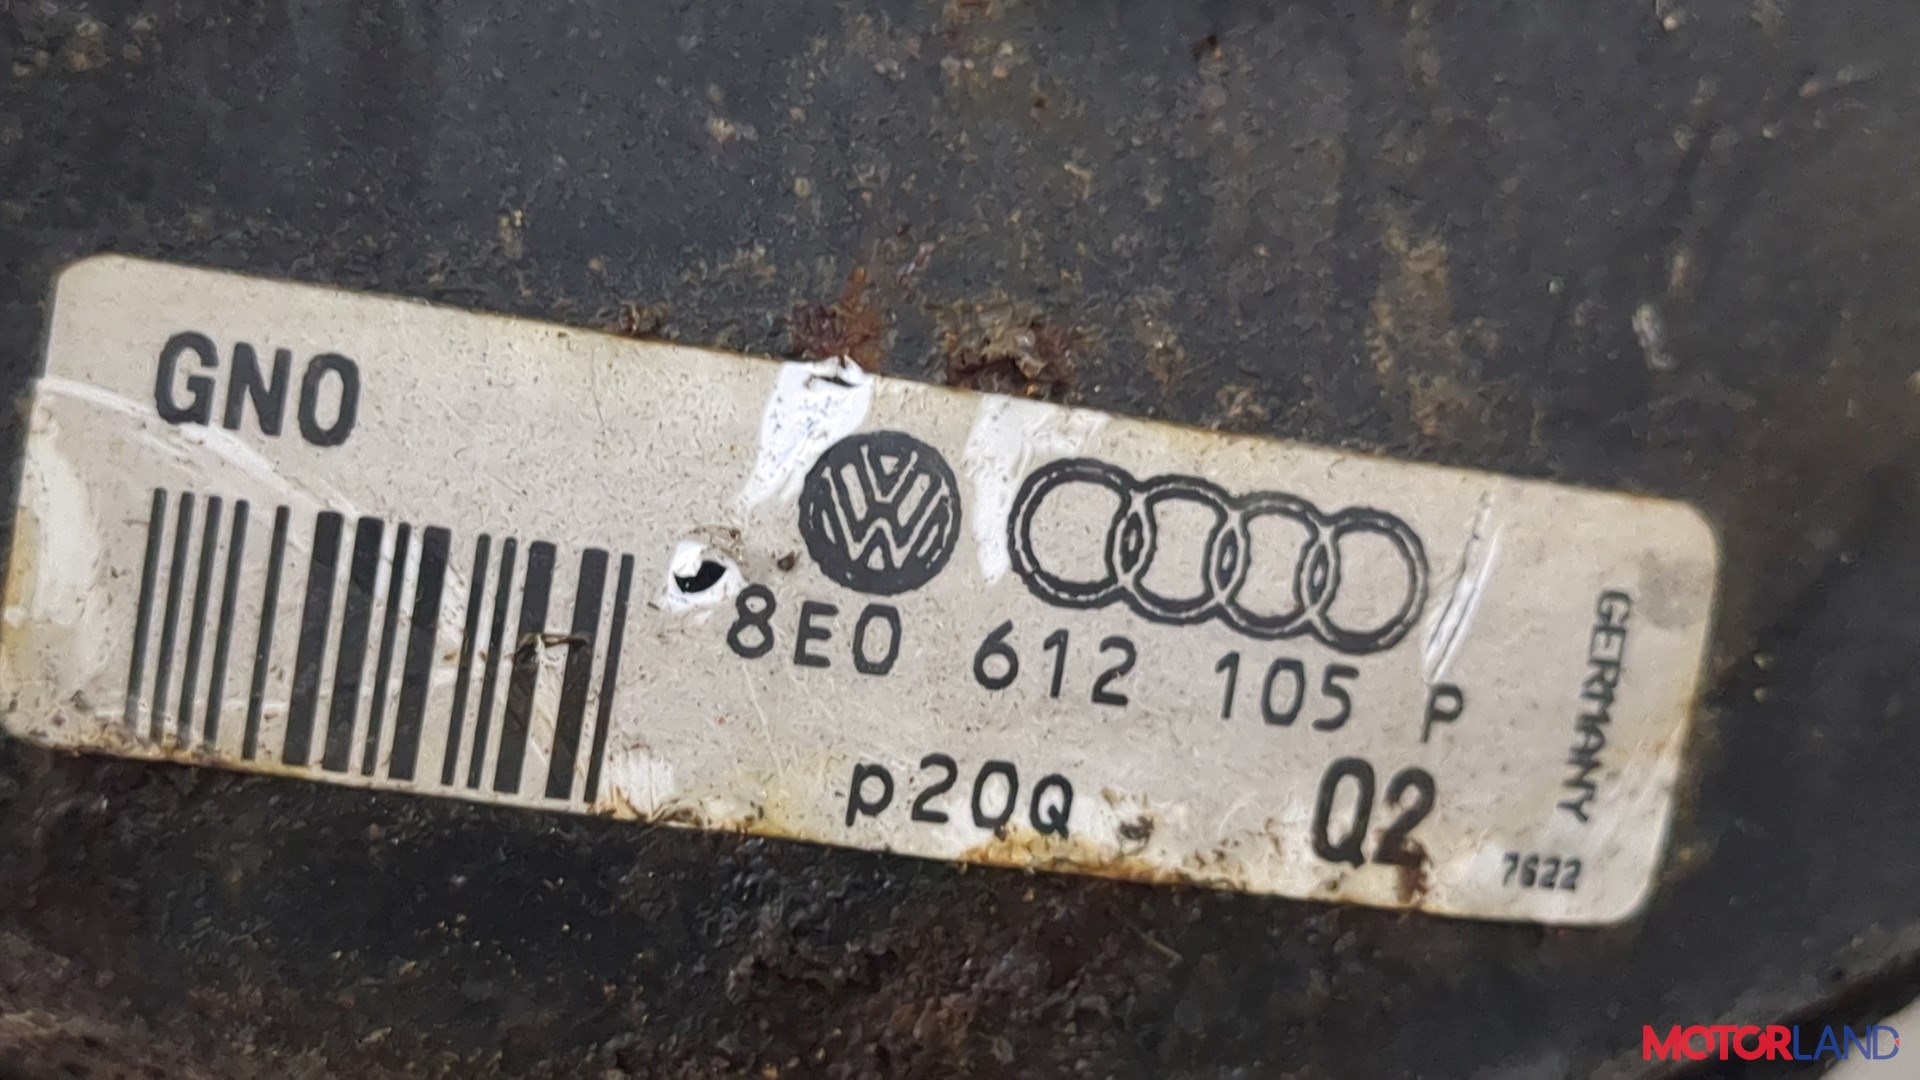 GNO
8E0 612 105 P
p20Q
Q2
GERMANY
7622
MOTORLAND